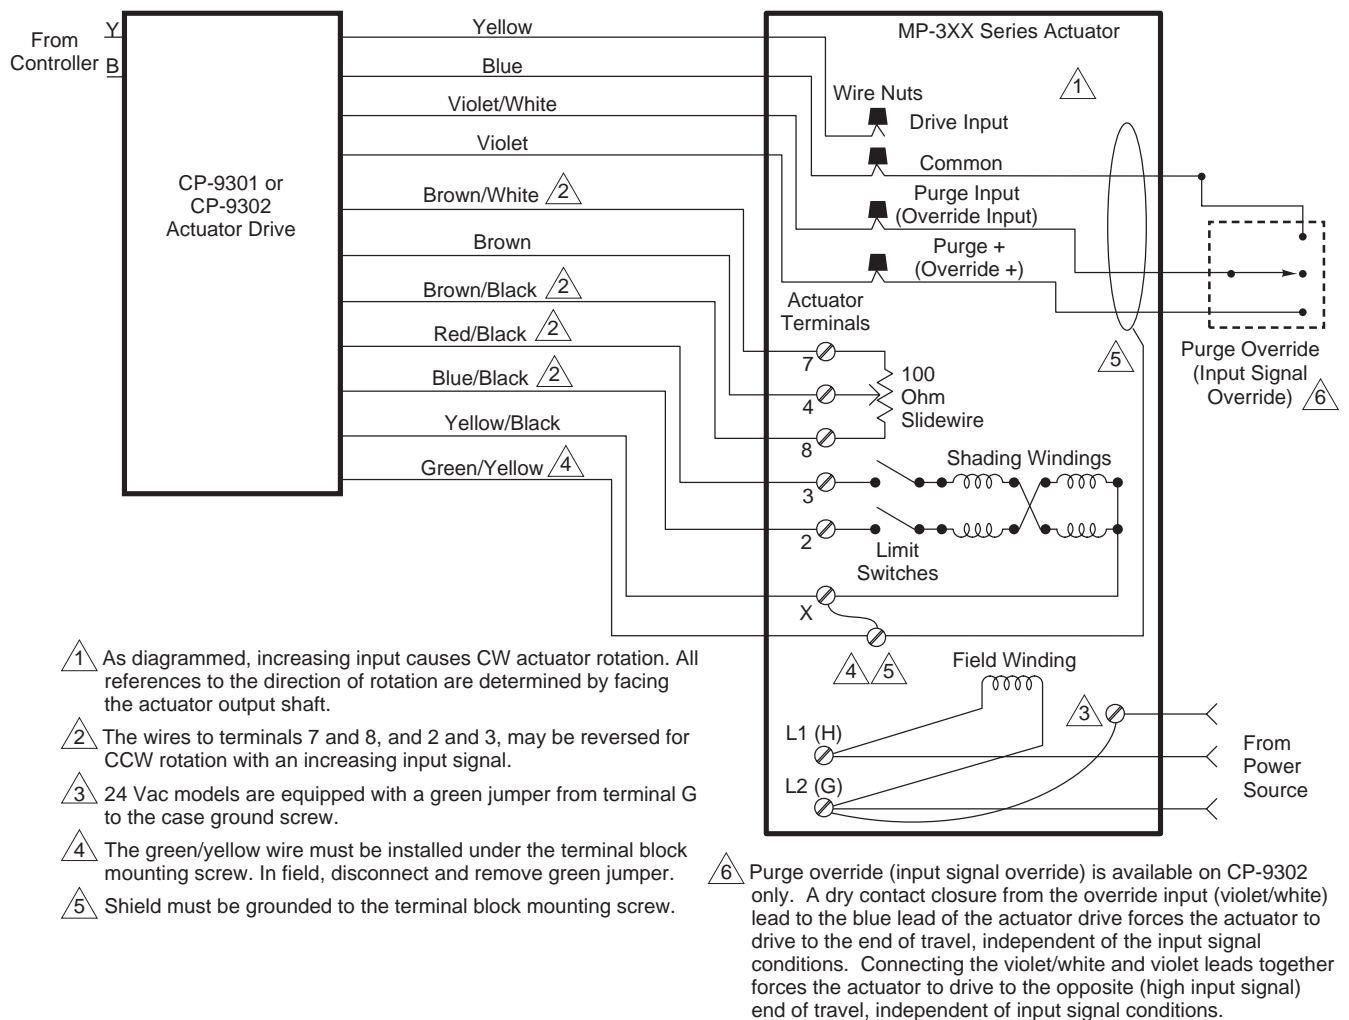 From
Controller
Y
B
CP-9301 or
CP-9302
Actuator Drive
Yellow
Blue
Violet/White
Violet
Brown/White 2
Brown
Brown/Black 2
Red/Black 2
Blue/Black 2
Yellow/Black
Green/Yellow 4
MP-3XX Series Actuator
1
Wire Nuts
Drive Input
Common
Purge Input
(Override Input)
Purge +
(Override +)
Actuator
Terminals
7
4
8
3
2
X
100
Ohm
Slidewire
Shading Windings
Limit
Switches
4 5
5
Purge Override
(Input Signal
Override) 6
Field Winding
3
L1 (H)
L2 (G)
From
Power
Source
1 As diagrammed, increasing input causes CW actuator rotation. All
references to the direction of rotation are determined by facing
the actuator output shaft.
2 The wires to terminals 7 and 8, and 2 and 3, may be reversed for
CCW rotation with an increasing input signal.
3 24 Vac models are equipped with a green jumper from terminal G
to the case ground screw.
4 The green/yellow wire must be installed under the terminal block
mounting screw. In field, disconnect and remove green jumper.
5 Shield must be grounded to the terminal block mounting screw.
6 Purge override (input signal override) is available on CP-9302
only. A dry contact closure from the override input (violet/white)
lead to the blue lead of the actuator drive forces the actuator to
drive to the end of travel, independent of the input signal
conditions. Connecting the violet/white and violet leads together
forces the actuator to drive to the opposite (high input signal)
end of travel, independent of input signal conditions.